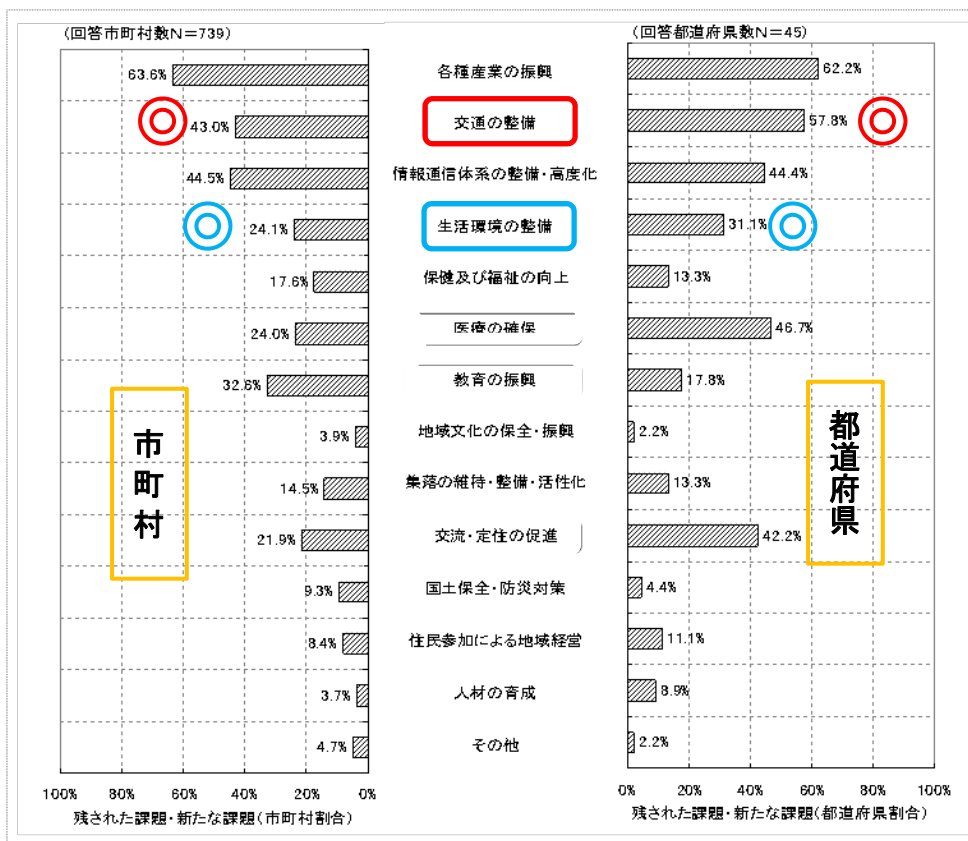 (回答市町村数N=739)
(回答都道府県数N=45)
63.6%
各種産業の振興
62.2%
43.0%
交通の整備
57.8%
44.5%
情報通信体系の整備・高度化
44.4%
24.1%
生活環境の整備
31.1%
17.6%
保健及び福祉の向上
13.3%
24.0%
医療の確保
46.7%
32.6%
教育の振興
17.8%
3.9%
地域文化の保全・振興
2.2%
14.5%
集落の維持・整備・活性化
13.3%
21.9%
交流・定住の促進
42.2%
9.3%
国土保全・防災対策
4.4%
8.4%
住民参加による地域経営
11.1%
3.7%
人材の育成
8.9%
4.7%
その他
2.2%
市町村
都道府県
100% 80% 60% 40% 20% 0%
0% 20% 40% 60% 80% 100%
残された課題・新たな課題(市町村割合)
残された課題・新たな課題(都道府県割合)